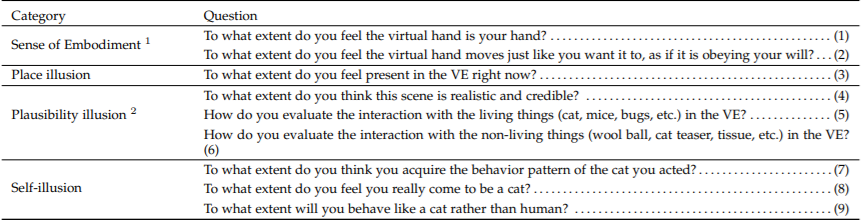 Category Question
To what extent do you feel the virtual hand is your hand? ........................................................ (1)
Sense of Embodiment 1
To what extent do you feel the virtual hand moves just like you want it to, as if it is obeying your will? ... (2)
Place illusion To what extent do you feel present in the VE right now? .......................................................... (3)
To what extent do you think this scene is realistic and credible? ................................................ (4)
Plausibility illusion 2 How do you evaluate the interaction with the living things (cat, mice, bugs, etc.) in the VE? .............. (5)
How do you evaluate the interaction with the non-living things (wool ball, cat teaser, tissue, etc.) in the VE?
(6)
To what extent do you think you acquire the behavior pattern of the cat you acted? ........................ (7)
Self-illusion To what extent do you feel you really come to be a cat? .......................................................... (8)
To what extent will you behave like a cat rather than human? .................................................. (9)